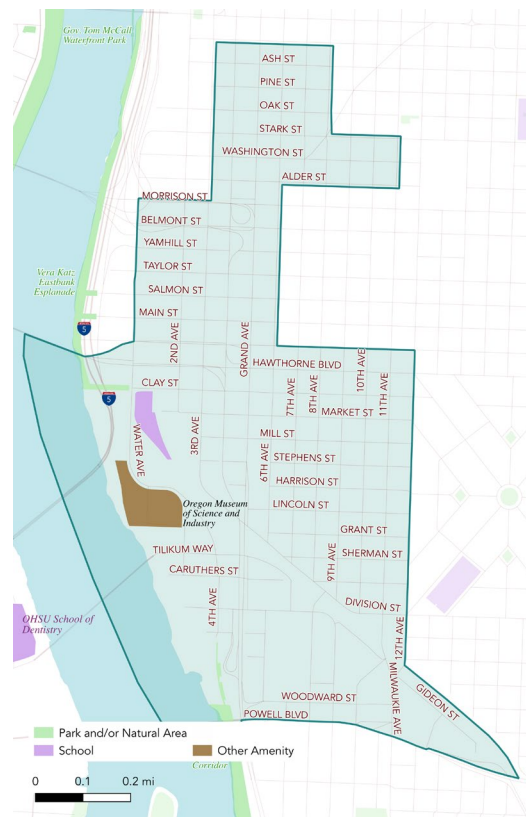 Gov. Tom McCall
Waterfront Park
ASH ST
PINE ST
OAK ST
STARK ST
WASHINGTON ST
ALDER ST
MORRISON ST
BELMONT ST
YAMHILL ST
TAYLOR ST
Vera Katz
Eastbank
Esplanade
SALMON ST
MAIN ST
5
2ND AVE
GRAND AVE
HAWTHORNE BLVD
10TH AVE
CLAY ST
5
7TH AVE
8TH AVE
11TH AVE
MARKET ST
WATER AVE
3RD AVE
MILL ST
6TH AVE
STEPHENS ST
HARRISON ST
Oregon Museum
of Science and
Industry
LINCOLN ST
GRANT ST
TILIKUM WAY
SHERMAN ST
9TH AVE
CARUTHERS ST
4TH AVE
DIVISION ST
OHSU School of
Dentistry
12TH AVE
MILWAUKIE AVE
GIDEON ST
WOODWARD ST
POWELL BLVD
Park and/or Natural Area
School
Other Amenity
Corridor
0 0.1 0.2 mi